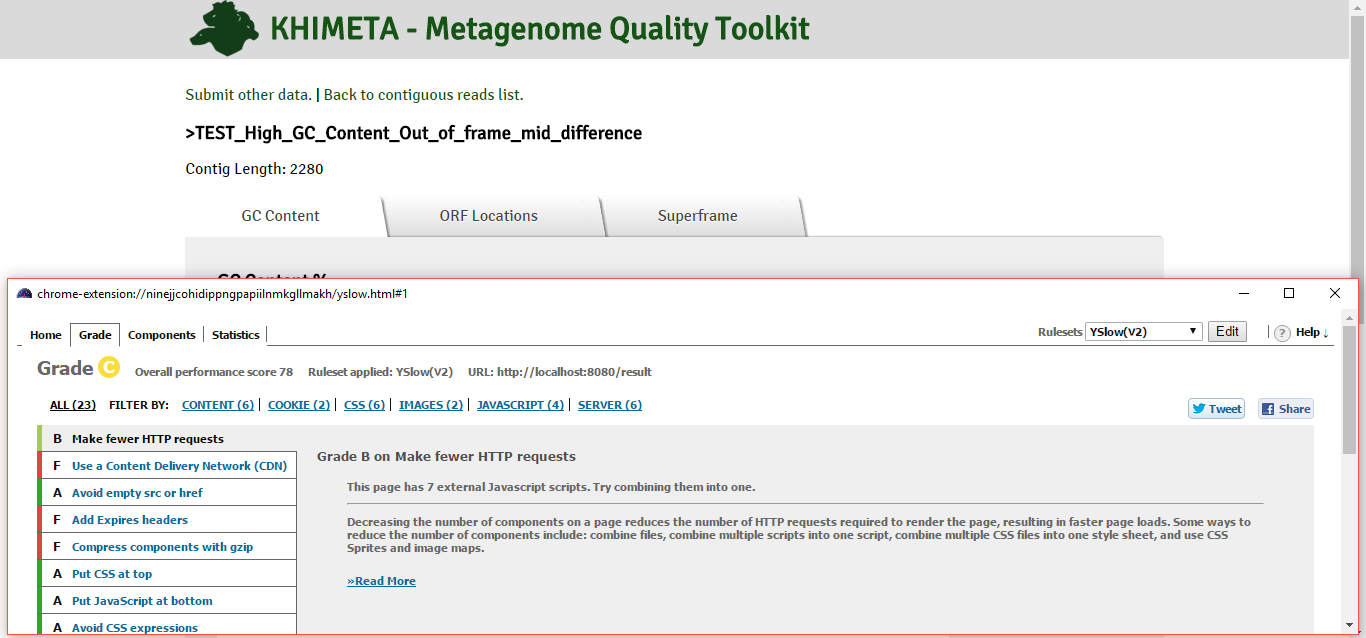 KHIMETA - Metagenome Quality Toolkit
Submit other data. | Back to contiguous reads list.
>TEST_High_GC_Content_Out_of_frame_mid_difference
Contig Length: 2280
GC Content ORF Locations Superframe
GC Content %
chrome-extension://ninejjcohidippngpapiilnmkgllmakh/yslow.html#1
Home Grade Components Statistics Rulesets YSlow(V2) Edit ? Help ↓
Grade C Overall performance score 78 Ruleset applied: YSlow(V2) URL: http://localhost:8080/result
ALL (23) FILTER BY: CONTENT (6) | COOKIE (2) | CSS (6) | IMAGES (2) | JAVASCRIPT (4) | SERVER (6)
Tweet Share
B Make fewer HTTP requests
F Use a Content Delivery Network (CDN)
A Avoid empty src or href
F Add Expires headers
F Compress components with gzip
A Put CSS at top
A Put JavaScript at bottom
A Avoid CSS expressions
Grade B on Make fewer HTTP requests
This page has 7 external Javascript scripts. Try combining them into one.
Decreasing the number of components on a page reduces the number of HTTP requests required to render the page, resulting in faster page loads. Some ways to
reduce the number of components include: combine files, combine multiple scripts into one script, combine multiple CSS files into one style sheet, and use CSS
Sprites and image maps.
»Read More